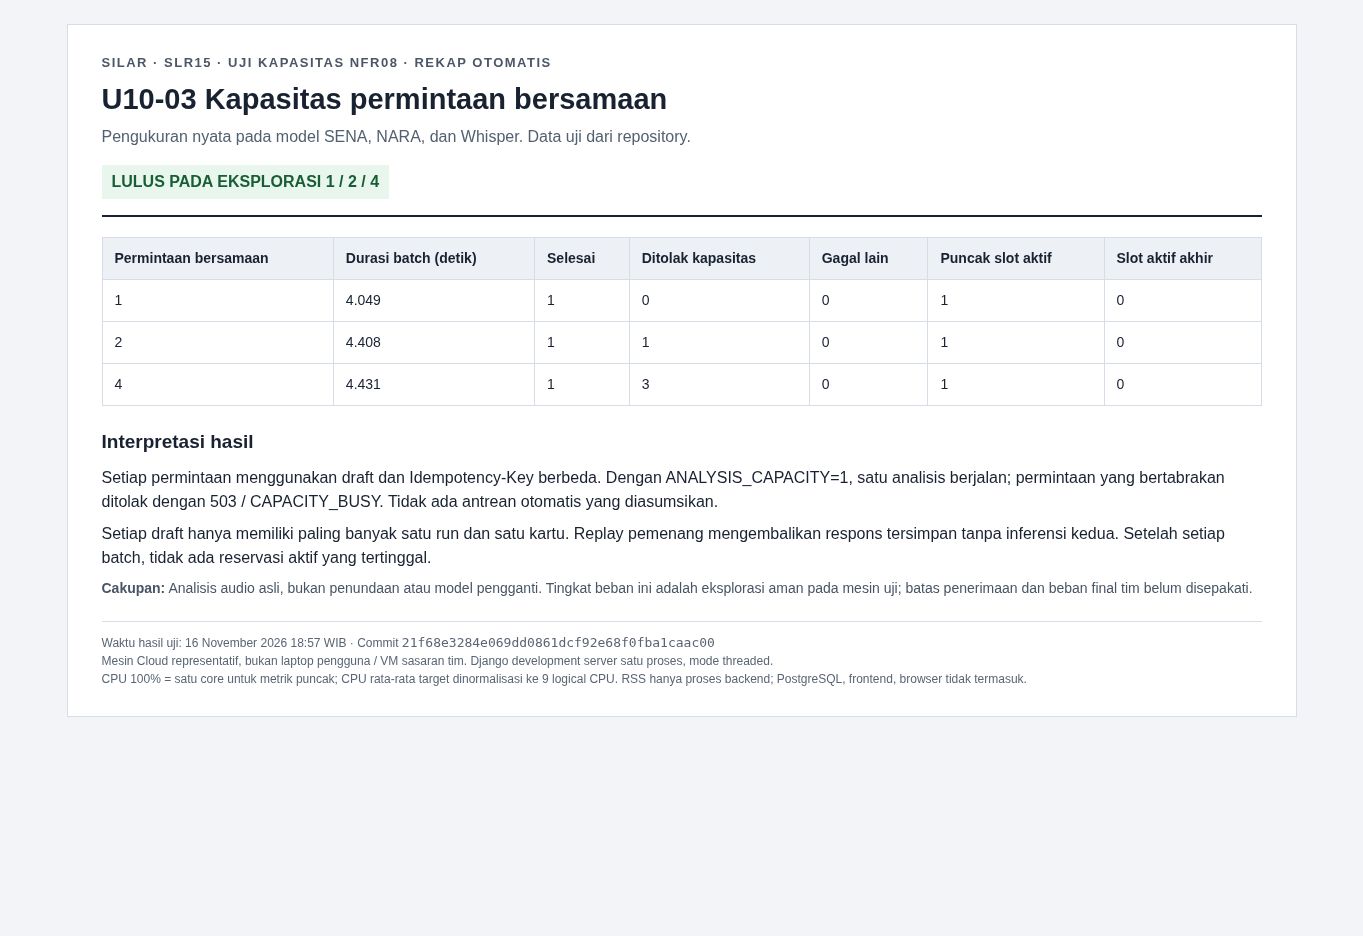 SILAR · SLR15 · UJI KAPASITAS NFR08 · REKAP OTOMATIS
U10-03 Kapasitas permintaan bersamaan
Pengukuran nyata pada model SENA, NARA, dan Whisper. Data uji dari repository.
LULUS PADA EKSPLORASI 1 / 2 / 4
Permintaan bersamaan Durasi batch (detik) Selesai Ditolak kapasitas Gagal lain Puncak slot aktif Slot aktif akhir
1 4.049 1 0 0 1 0
2 4.408 1 1 0 1 0
4 4.431 1 3 0 1 0
Interpretasi hasil
Setiap permintaan menggunakan draft dan Idempotency-Key berbeda. Dengan ANALYSIS_CAPACITY=1, satu analisis berjalan; permintaan yang bertabrakan
ditolak dengan 503 / CAPACITY_BUSY. Tidak ada antrean otomatis yang diasumsikan.
Setiap draft hanya memiliki paling banyak satu run dan satu kartu. Replay pemenang mengembalikan respons tersimpan tanpa inferensi kedua. Setelah setiap
batch, tidak ada reservasi aktif yang tertinggal.
Cakupan: Analisis audio asli, bukan penundaan atau model pengganti. Tingkat beban ini adalah eksplorasi aman pada mesin uji; batas penerimaan dan beban final tim belum disepakati.
Waktu hasil uji: 16 November 2026 18:57 WIB · Commit 21f68e3284e069dd0861dcf92e68f0fba1caac00
Mesin Cloud representatif, bukan laptop pengguna / VM sasaran tim. Django development server satu proses, mode threaded.
CPU 100% = satu core untuk metrik puncak; CPU rata-rata target dinormalisasi ke 9 logical CPU. RSS hanya proses backend; PostgreSQL, frontend, browser tidak termasuk.